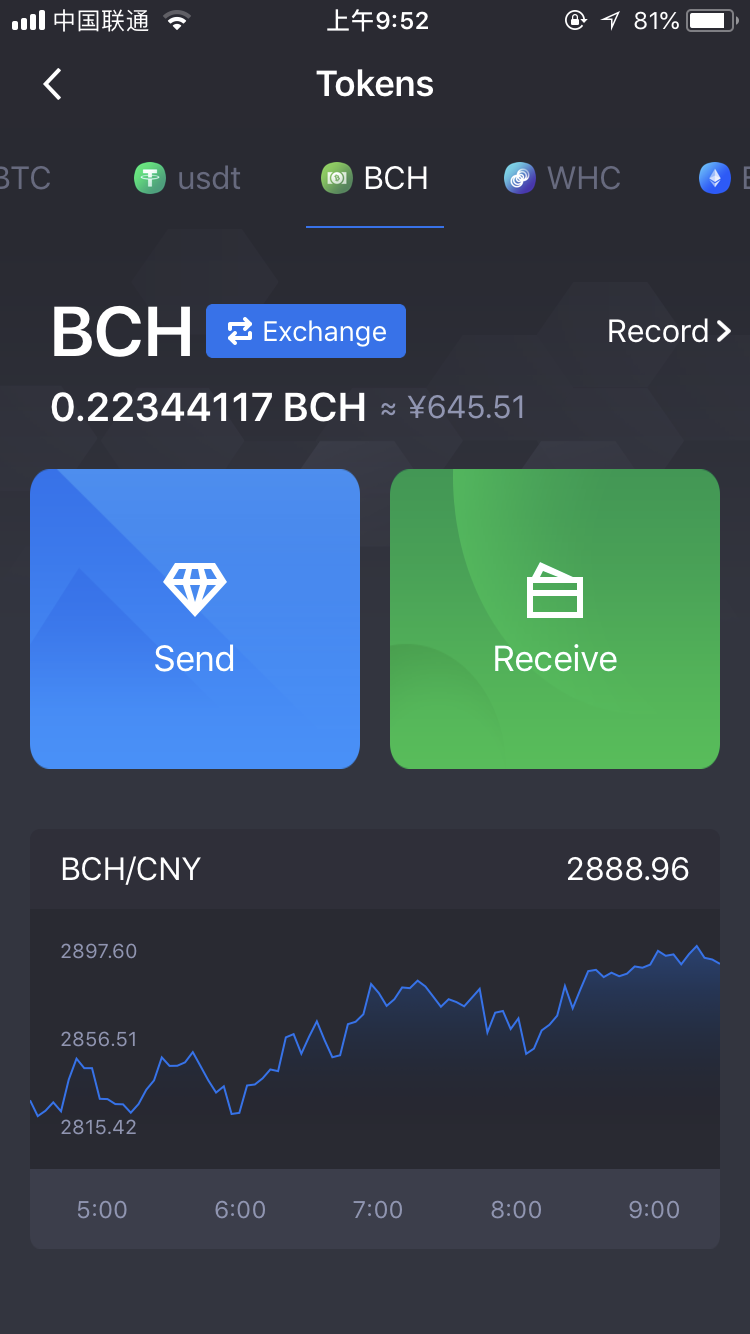 中国联通 上午9:52 81%
Tokens
BTC usdt BCH WHC
BCH Exchange Record
0.22344117 BCH ≈ ¥645.51
Send Receive
BCH/CNY 2888.96
2897.60
2856.51
2815.42
5:00 6:00 7:00 8:00 9:00